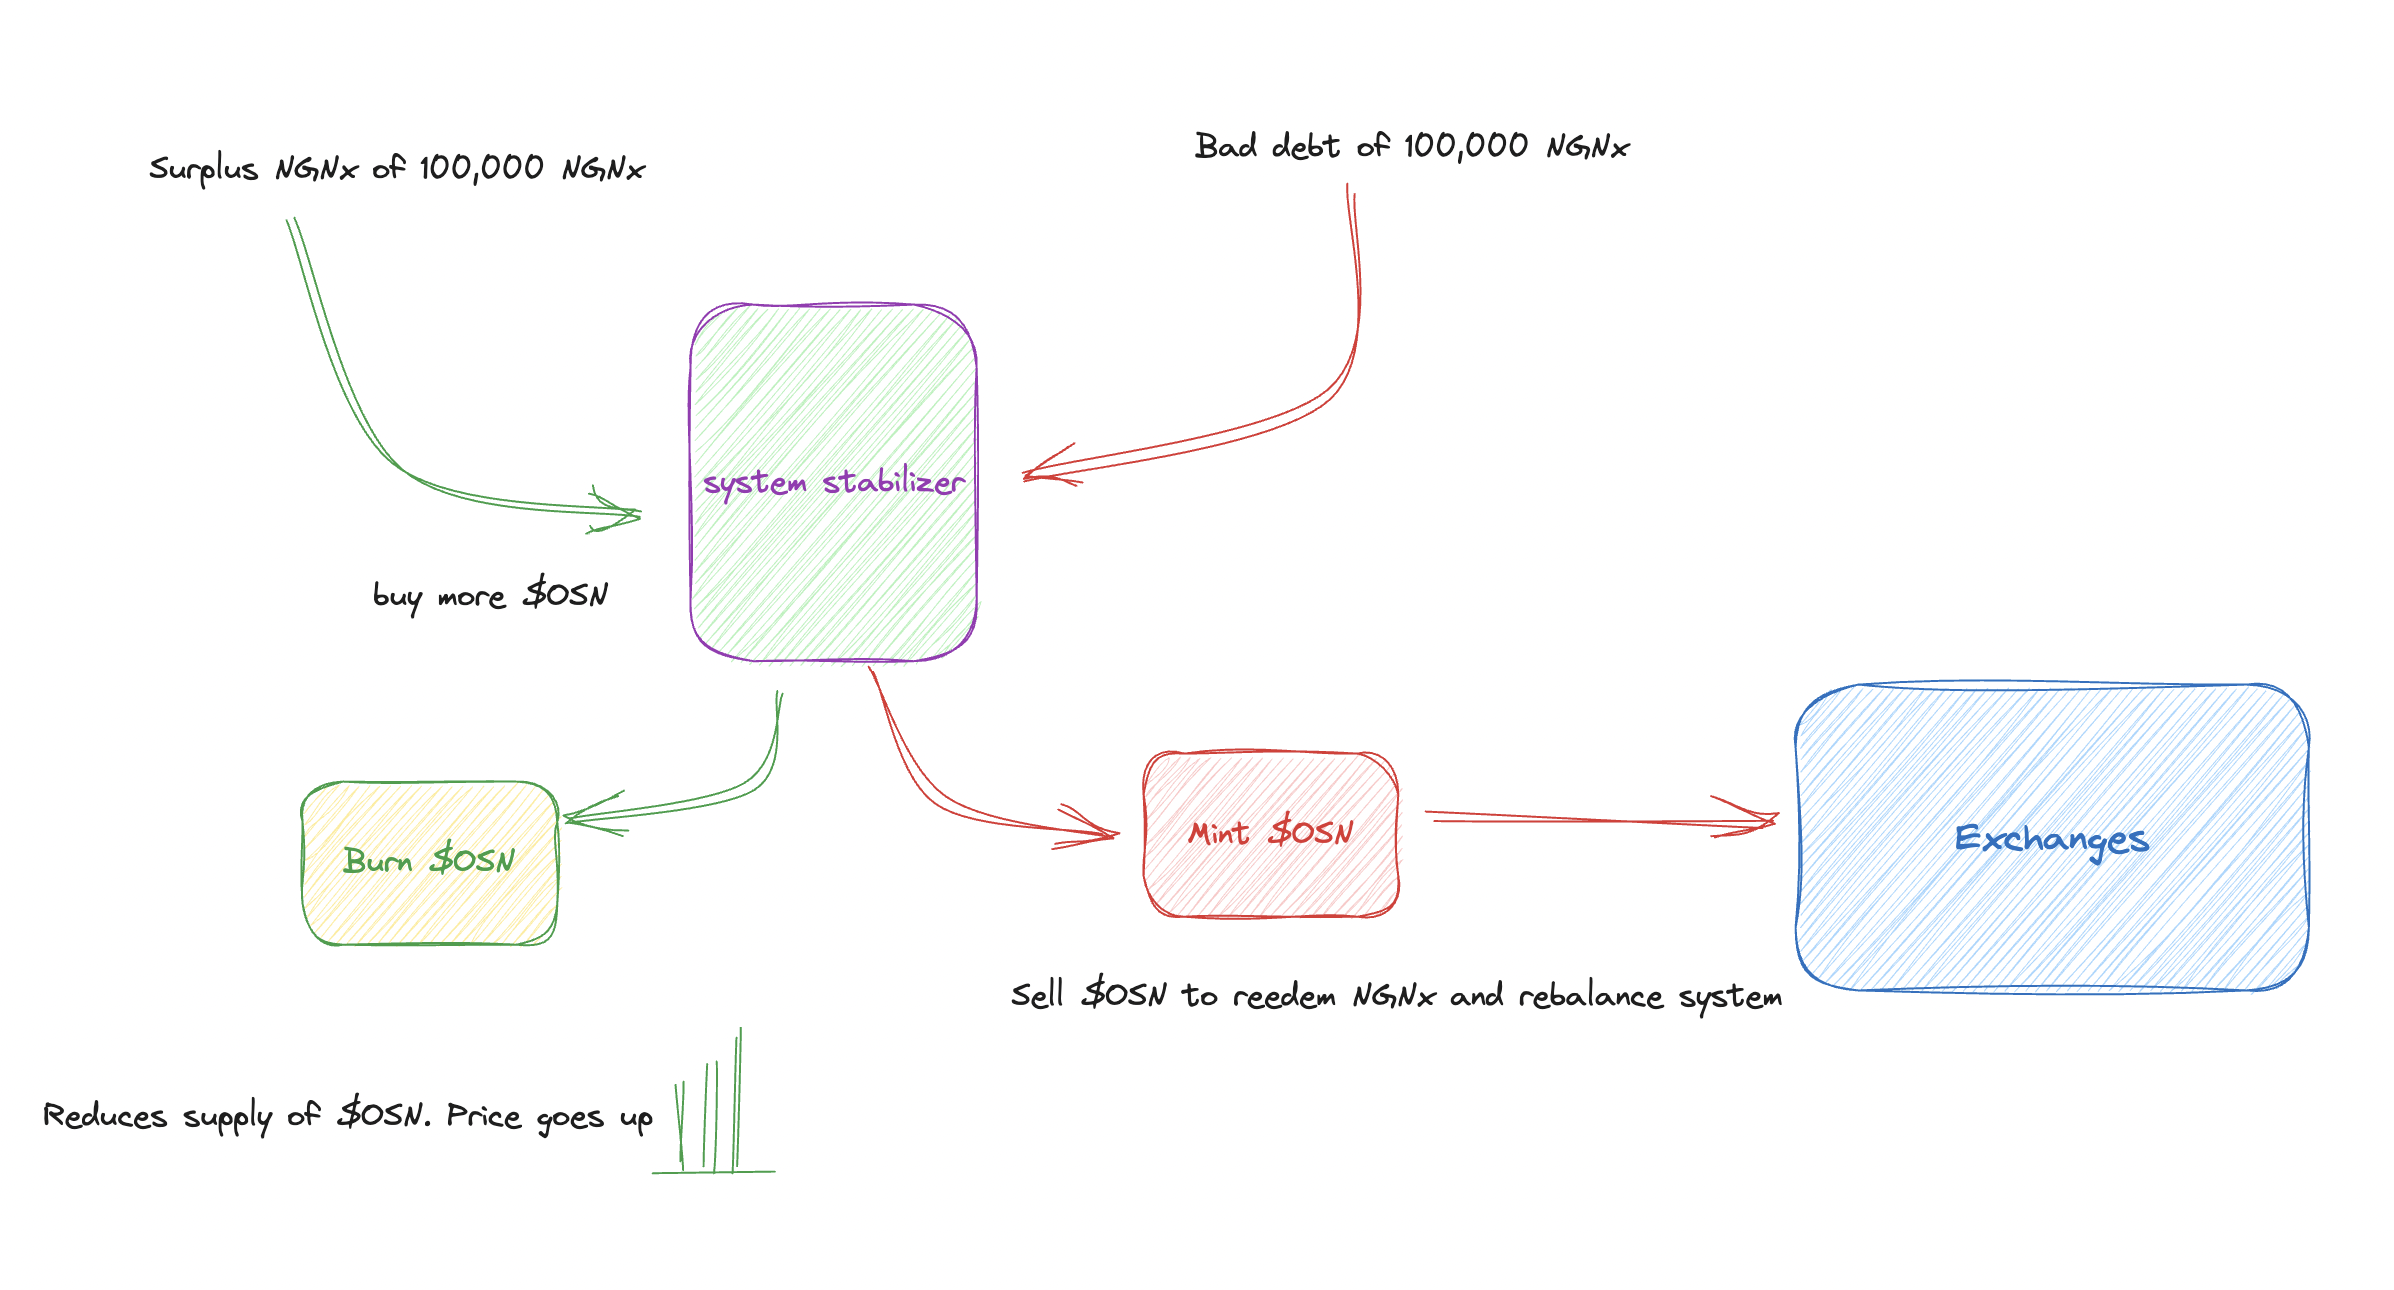 Bad debt of 100,000 NGNx
Surplus NGNx of 100,000 NGNx
system stabilizer
buy more $OSN
Mint $OSN
Exchanges
Burn $OSN
Sell $OSN to reedem NGNx and rebalance system
Reduces supply of $OSN. Price goes up